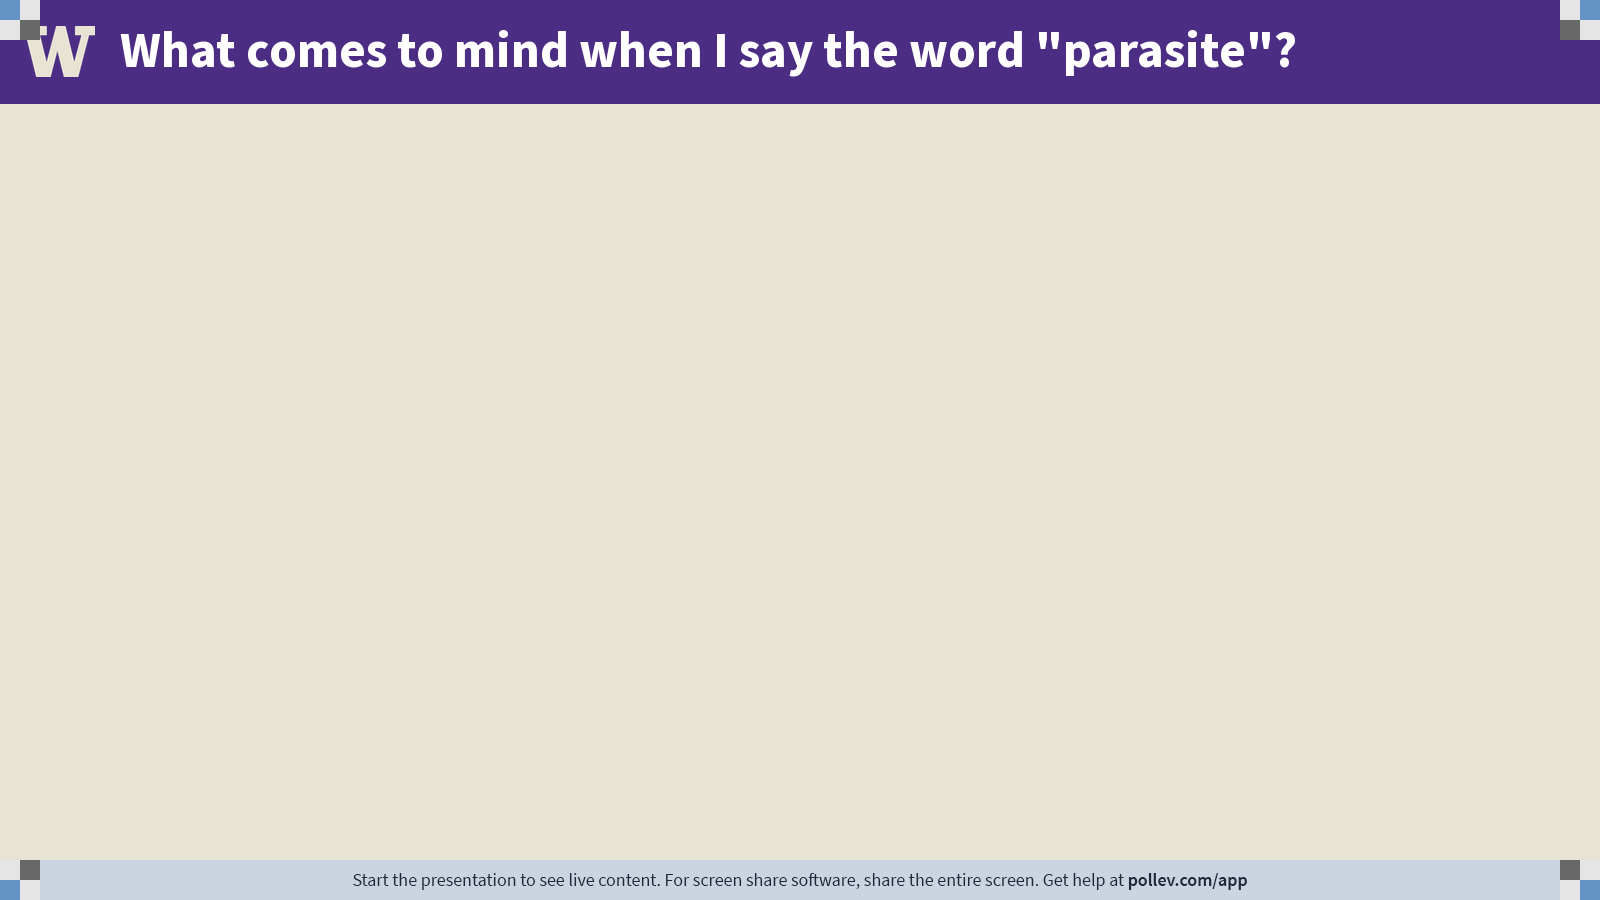 W What comes to mind when I say the word "parasite"?
Start the presentation to see live content. For screen share software, share the entire screen. Get help at pollev.com/app